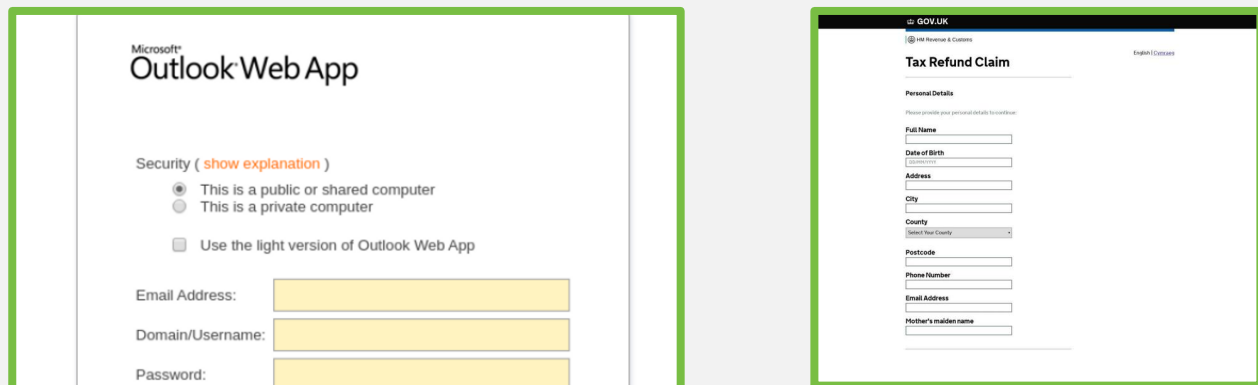 Microsoft®
Outlook Web App
Security ( show explanation )
This is a public or shared computer
This is a private computer
Use the light version of Outlook Web App
Email Address:
Domain/Username:
Password:
GOV.UK
HM Revenue & Customs
English | Cymraeg
Tax Refund Claim
Personal Details
Please provide your personal details to continue:
Full Name
Date of Birth
DD/MM/YYYY
Address
City
County
Select Your County
Postcode
Phone Number
Email Address
Mother's maiden name